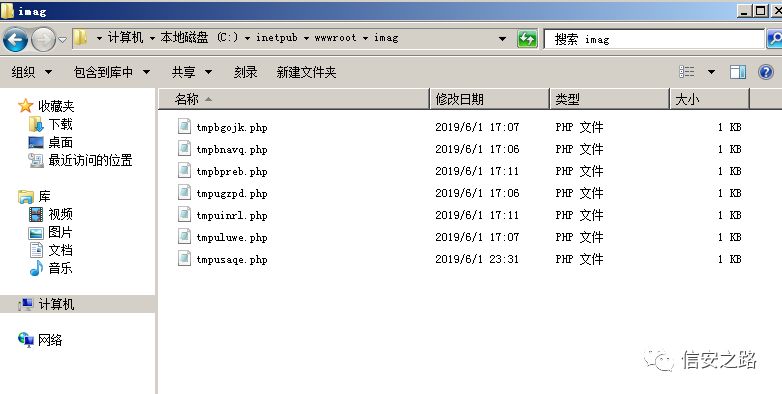 imag
计算机 本地磁盘 (C:) inetpub wwwroot imag
搜索 imag
组织 包含到库中 共享 刻录 新建文件夹
名称 修改日期 类型 大小
收藏夹
下载
桌面
最近访问的位置
库
视频
图片
文档
音乐
计算机
网络
tmpbgojk.php 2019/6/1 17:07 PHP 文件 1 KB
tmpbnavq.php 2019/6/1 17:06 PHP 文件 1 KB
tmpbpreb.php 2019/6/1 17:11 PHP 文件 1 KB
tmpugzpd.php 2019/6/1 17:06 PHP 文件 1 KB
tmpuinrl.php 2019/6/1 17:11 PHP 文件 1 KB
tmpuluwe.php 2019/6/1 17:07 PHP 文件 1 KB
tmpusaqe.php 2019/6/1 23:31 PHP 文件 1 KB
信安之路